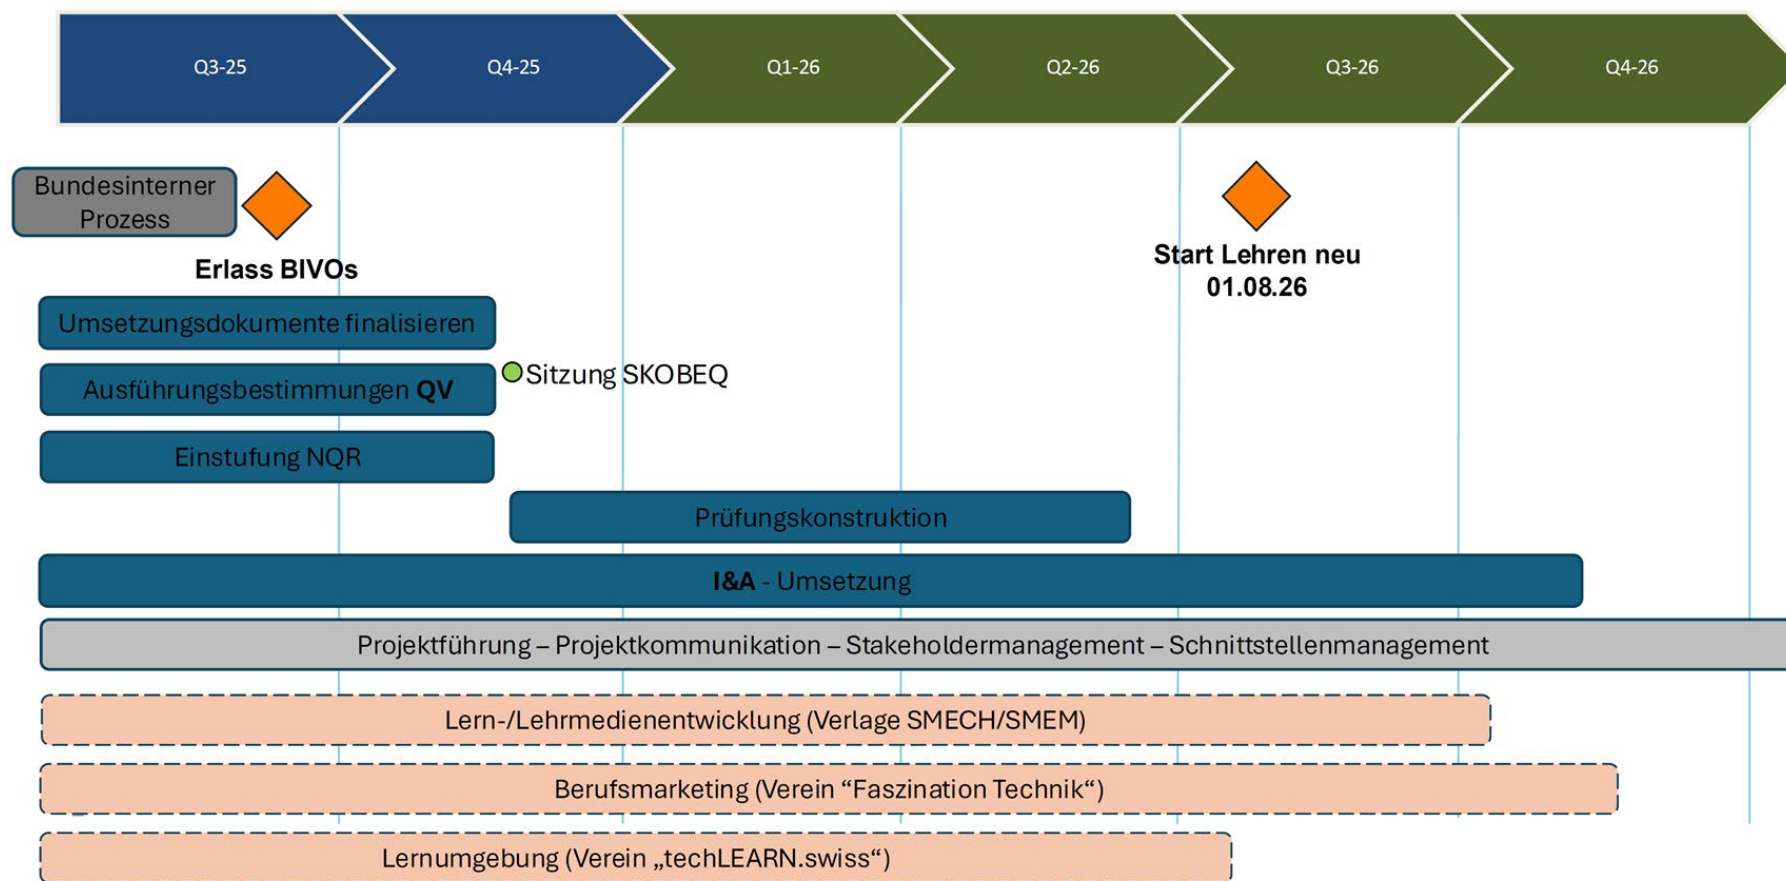 Q3-25
Q4-25
Q1-26
Q2-26
Q3-26
Q4-26
Bundesinterner
Prozess
Erlass BIVOs
Start Lehren neu
01.08.26
Umsetzungsdokumente finalisieren
Ausführungsbestimmungen QV
Sitzung SKOBEQ
Einstufung NQR
Prüfungskonstruktion
I&A - Umsetzung
Projektführung – Projektkommunikation – Stakeholdermanagement – Schnittstellenmanagement
Lern-/Lehrmedienentwicklung (Verlage SMECH/SMEM)
Berufsmarketing (Verein “Faszination Technik“)
Lernumgebung (Verein „techLEARN.swiss“)